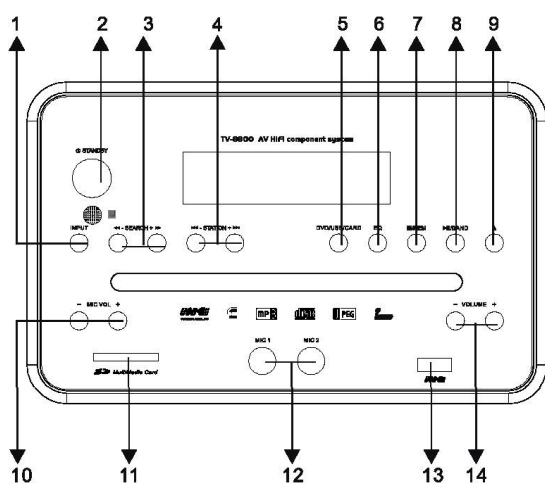 1 2 3 4 5 6 7 8 9
TV-8800 AV HIFI component system
STANDBY
INPUT ◄◄ - SEARCH + ►► I◄◄ - STATION + ►►I DVD/USB/CARD EQ ▲
− MIC VOL + − VOLUME +
MP3 JPEG
MIC 1 MIC 2
SD MultiMedia Card
10 11 12 13 14